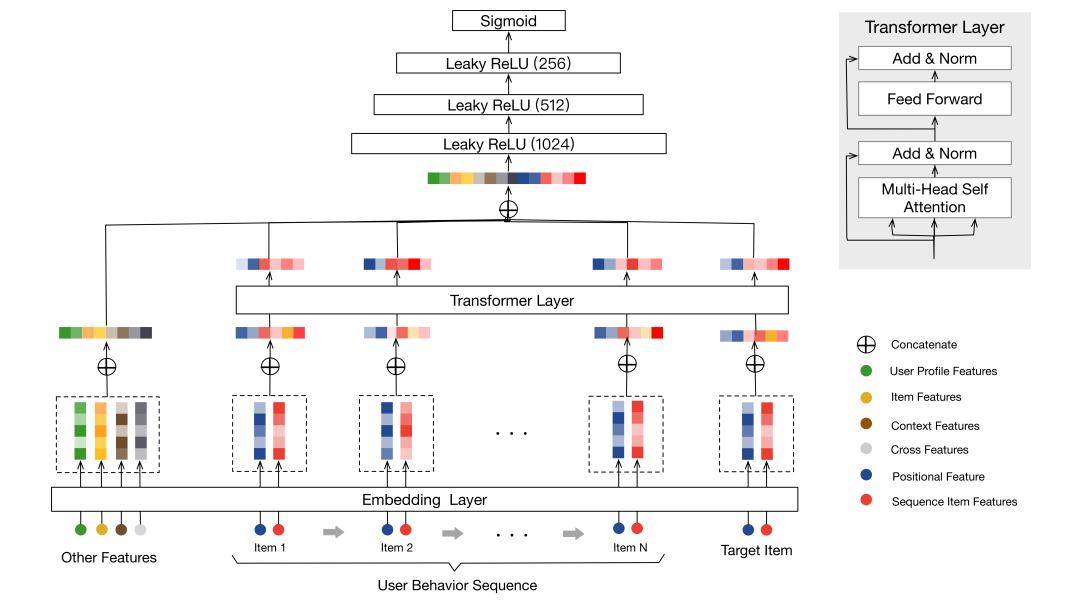 Sigmoid
Leaky ReLU (256)
Leaky ReLU (512)
Leaky ReLU (1024)
Transformer Layer
Embedding Layer
. . .
Other Features
Item 1
Item 2
. . .
Item N
Target Item
User Behavior Sequence
Transformer Layer
Add & Norm
Feed Forward
Add & Norm
Multi-Head Self
Attention
Concatenate
User Profile Features
Item Features
Context Features
Cross Features
Positional Feature
Sequence Item Features